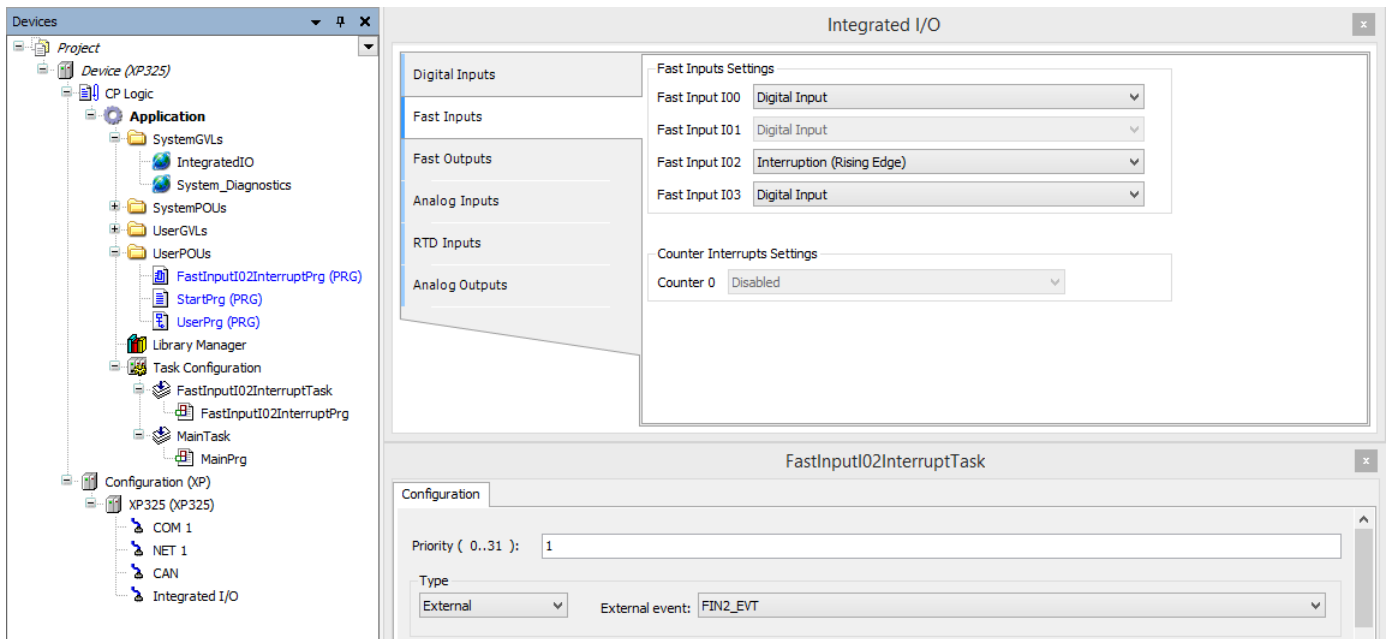 Devices
Project
Device (XP325)
CP Logic
Application
SystemGVLs
IntegratedIO
System_Diagnostics
SystemPOUs
UserGVLs
UserPOUs
FastInputI02InterruptPrg (PRG)
StartPrg (PRG)
UserPrg (PRG)
Library Manager
Task Configuration
FastInputI02InterruptTask
FastInputI02InterruptPrg
MainTask
MainPrg
Configuration (XP)
XP325 (XP325)
COM 1
NET 1
CAN
Integrated I/O
Integrated I/O
Digital Inputs
Fast Inputs
Fast Outputs
Analog Inputs
RTD Inputs
Analog Outputs
Fast Inputs Settings
Fast Input I00 Digital Input
Fast Input I01 Digital Input
Fast Input I02 Interruption (Rising Edge)
Fast Input I03 Digital Input
Counter Interrupts Settings
Counter 0 Disabled
FastInputI02InterruptTask
Configuration
Priority ( 0..31 ): 1
Type
External External event: FIN2_EVT